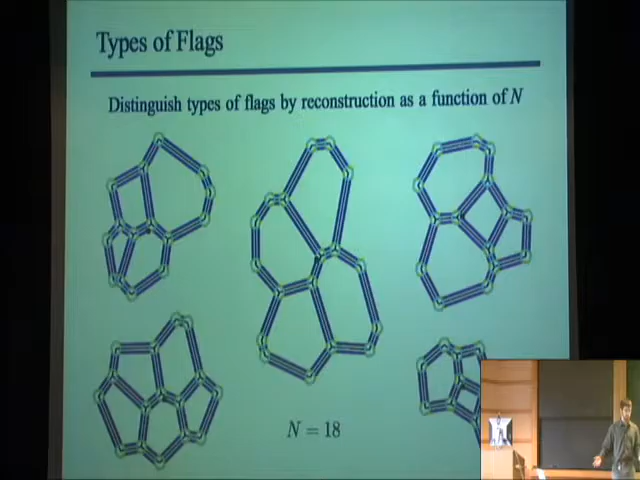 Types of Flags
Distinguish types of flags by reconstruction as a function of N
N = 18